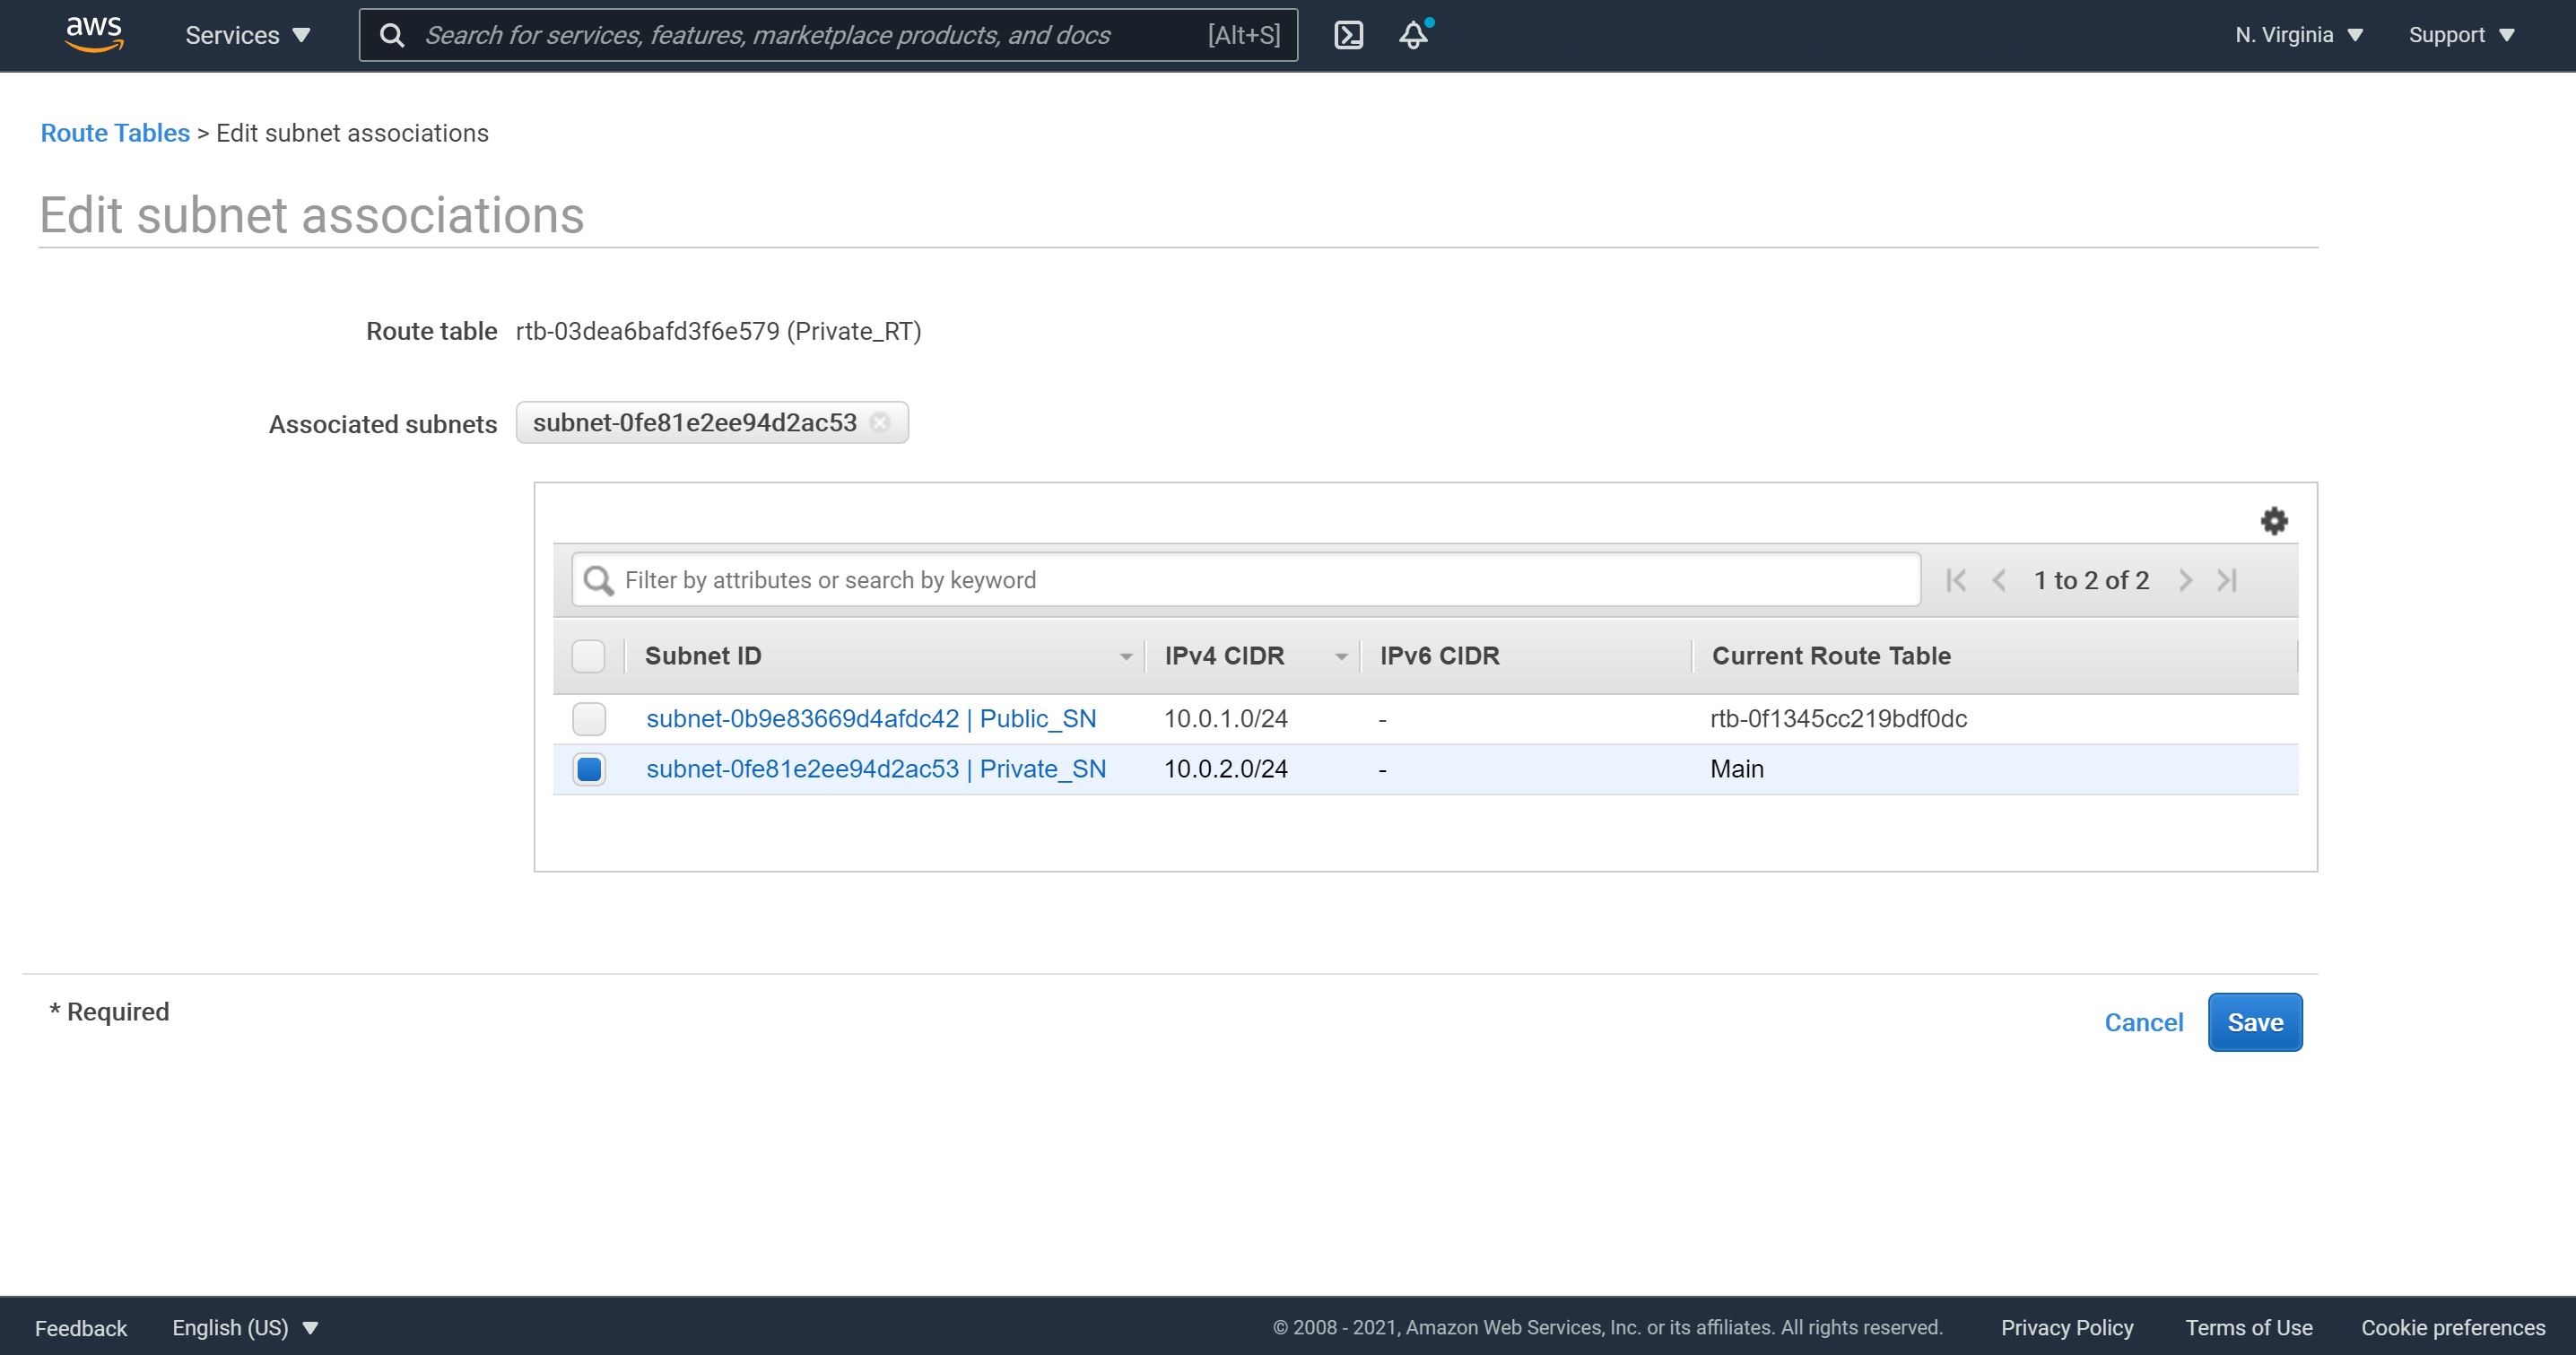 aws Services Search for services, features, marketplace products, and docs [Alt+S] N. Virginia Support
Route Tables > Edit subnet associations
Edit subnet associations
Route table rtb-03dea6bafd3f6e579 (Private_RT)
Associated subnets subnet-0fe81e2ee94d2ac53
Filter by attributes or search by keyword 1 to 2 of 2
Subnet ID IPv4 CIDR IPv6 CIDR Current Route Table
subnet-0b9e83669d4afdc42 | Public_SN 10.0.1.0/24 - rtb-0f1345cc219bdf0dc
subnet-0fe81e2ee94d2ac53 | Private_SN 10.0.2.0/24 - Main
* Required Cancel Save
Feedback English (US) © 2008 - 2021, Amazon Web Services, Inc. or its affiliates. All rights reserved. Privacy Policy Terms of Use Cookie preferences